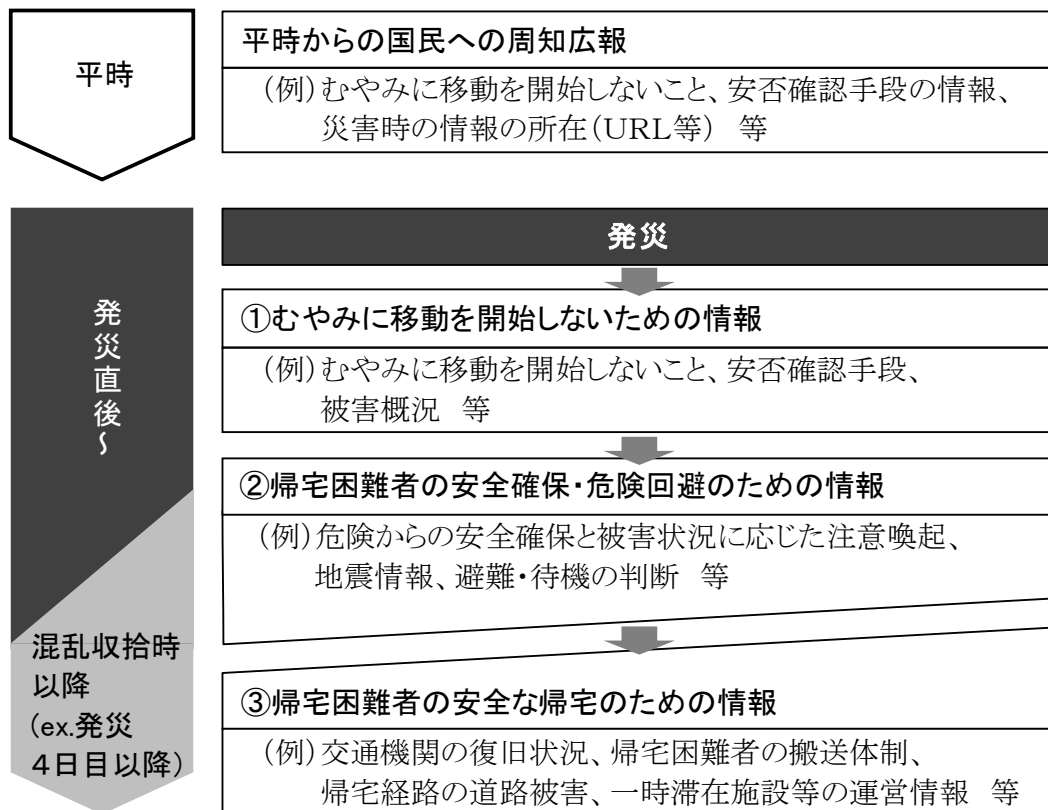 平時
平時からの国民への周知広報
(例)むやみに移動を開始しないこと、安否確認手段の情報、
災害時の情報の所在(URL等) 等
発災直後~
発災
①むやみに移動を開始しないための情報
(例)むやみに移動を開始しないこと、安否確認手段、
被害概況 等
②帰宅困難者の安全確保・危険回避のための情報
(例)危険からの安全確保と被害状況に応じた注意喚起、
地震情報、避難・待機の判断 等
混乱収拾時
以降
(ex.発災
4日目以降)
③帰宅困難者の安全な帰宅のための情報
(例)交通機関の復旧状況、帰宅困難者の搬送体制、
帰宅経路の道路被害、一時滞在施設等の運営情報 等